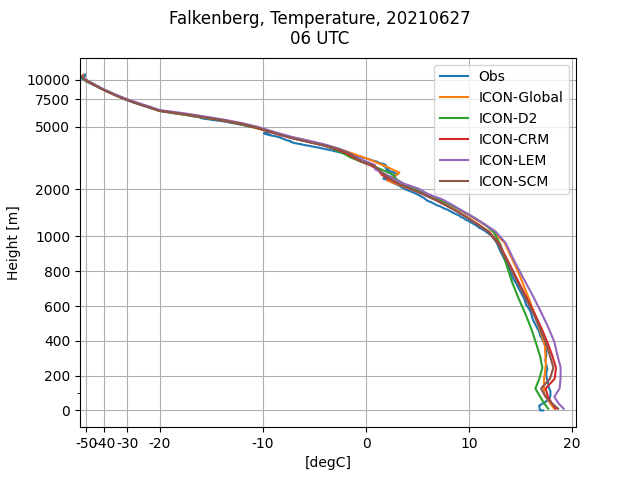 Falkenberg, Temperature, 20210627
06 UTC
Obs
ICON-Global
ICON-D2
ICON-CRM
ICON-LEM
ICON-SCM
10000
7500
5000
2000
1000
800
600
400
200
0
Height [m]
-50
-40
-30
-20
-10
0
10
20
[degC]